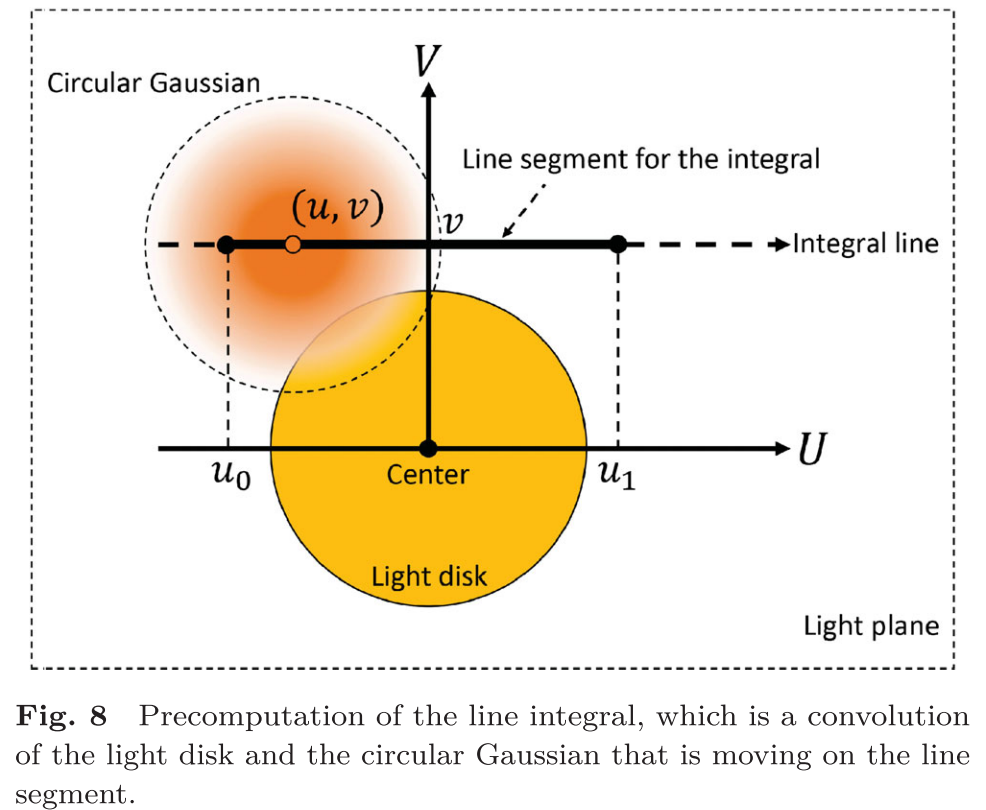 V
Circular Gaussian
Line segment for the integral
(u, v)
v
Integral line
U
u₀
Center
u₁
Light disk
Light plane
Fig. 8 Precomputation of the line integral, which is a convolution
of the light disk and the circular Gaussian that is moving on the line
segment.